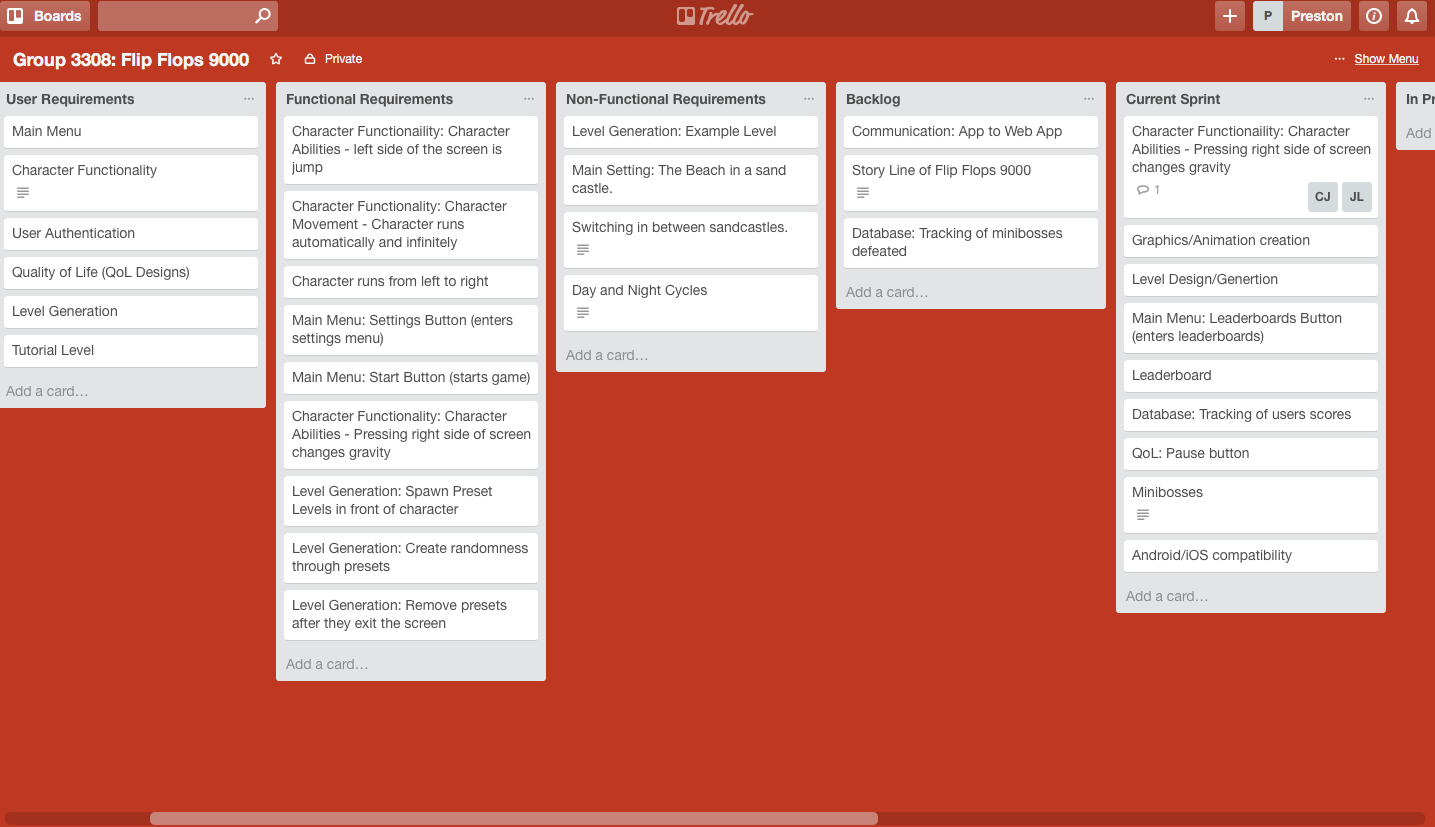 Boards
Trello
P
Preston
Group 3308: Flip Flops 9000
Private
... Show Menu
User Requirements ...
Main Menu
Character Functionality
User Authentication
Quality of Life (QoL Designs)
Level Generation
Tutorial Level
Add a card…
Functional Requirements ...
Character Functionaility: Character
Abilities - left side of the screen is
jump
Character Functionality: Character
Movement - Character runs
automatically and infinitely
Character runs from left to right
Main Menu: Settings Button (enters
settings menu)
Main Menu: Start Button (starts game)
Character Functionality: Character
Abilities - Pressing right side of screen
changes gravity
Level Generation: Spawn Preset
Levels in front of character
Level Generation: Create randomness
through presets
Level Generation: Remove presets
after they exit the screen
Add a card…
Non-Functional Requirements ...
Level Generation: Example Level
Main Setting: The Beach in a sand
castle.
Switching in between sandcastles.
Day and Night Cycles
Add a card…
Backlog ...
Communication: App to Web App
Story Line of Flip Flops 9000
Database: Tracking of minibosses
defeated
Add a card…
Current Sprint ...
Character Functionaility: Character
Abilities - Pressing right side of screen
changes gravity
1
CJ JL
Graphics/Animation creation
Level Design/Genertion
Main Menu: Leaderboards Button
(enters leaderboards)
Leaderboard
Database: Tracking of users scores
QoL: Pause button
Minibosses
Android/iOS compatibility
Add a card…
In Pr
Add